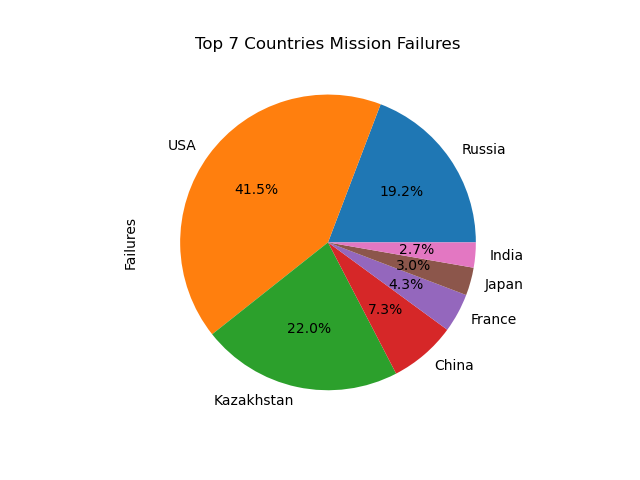 Top 7 Countries Mission Failures
USA
Russia
41.5%
19.2%
Failures
2.7%
India
3.0%
Japan
4.3%
France
7.3%
22.0%
China
Kazakhstan